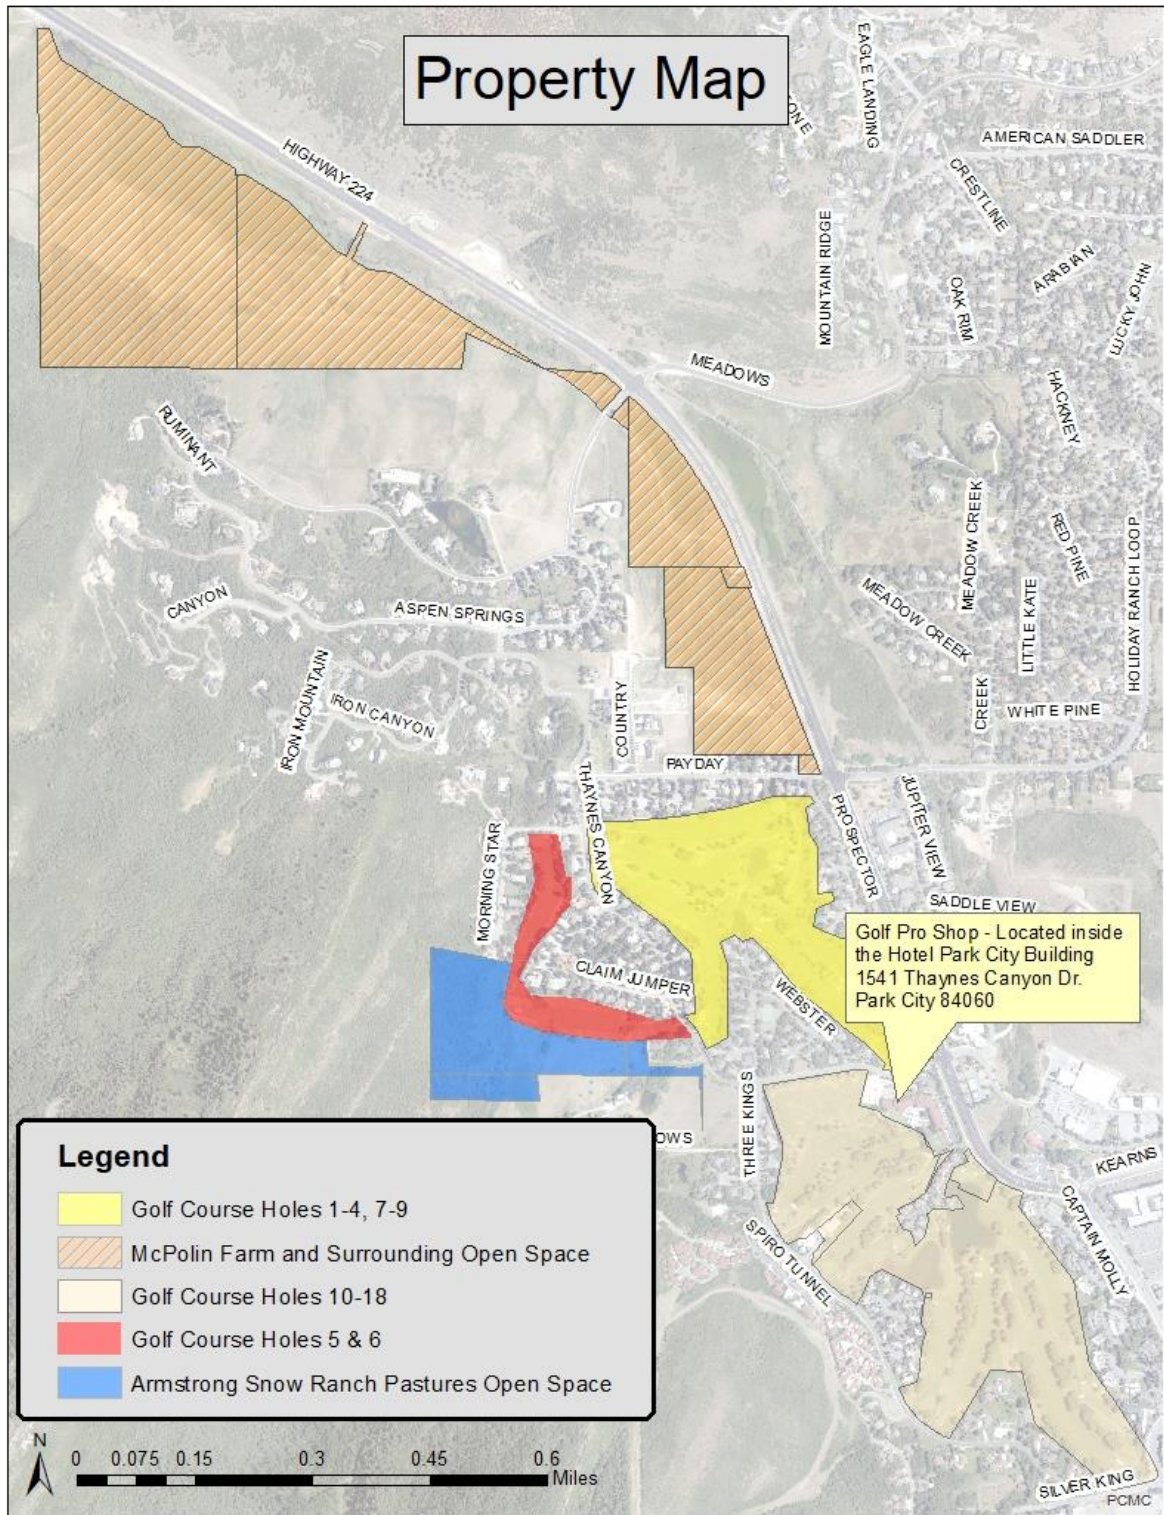 Property Map
EAGLE LANDING
AMERICAN SADDLER
CRESTLINE
HIGHWAY 224
MOUNTAIN RIDGE
ARABIAN
OAK RIM
LUCKY JOHN
MEADOWS
HACKNEY
RUMINANT
MEADOW CREEK
RED PINE
HOLIDAY RANCH LOOP
CANYON
ASPEN SPRINGS
MEADOW CREEK
LITTLE KATE
IRON MOUNTAIN
IRON CANYON
COUNTRY
CREEK
WHITE PINE
PAYDAY
THAYNES CANYON
PROSPECTOR
JUPITER VIEW
MORNING STAR
SADDLE VIEW
Golf Pro Shop - Located inside
the Hotel Park City Building
1541 Thaynes Canyon Dr.
Park City 84060
CLAIM JUMPER
WEBSTER
THREE KINGS
OWS
KEARNS
CAPTAIN MOLLY
SPIRO TUNNEL
Legend
Golf Course Holes 1-4, 7-9
McPolin Farm and Surrounding Open Space
Golf Course Holes 10-18
Golf Course Holes 5 & 6
Armstrong Snow Ranch Pastures Open Space
N
0 0.075 0.15 0.3 0.45 0.6
Miles
SILVER KING
PCMC